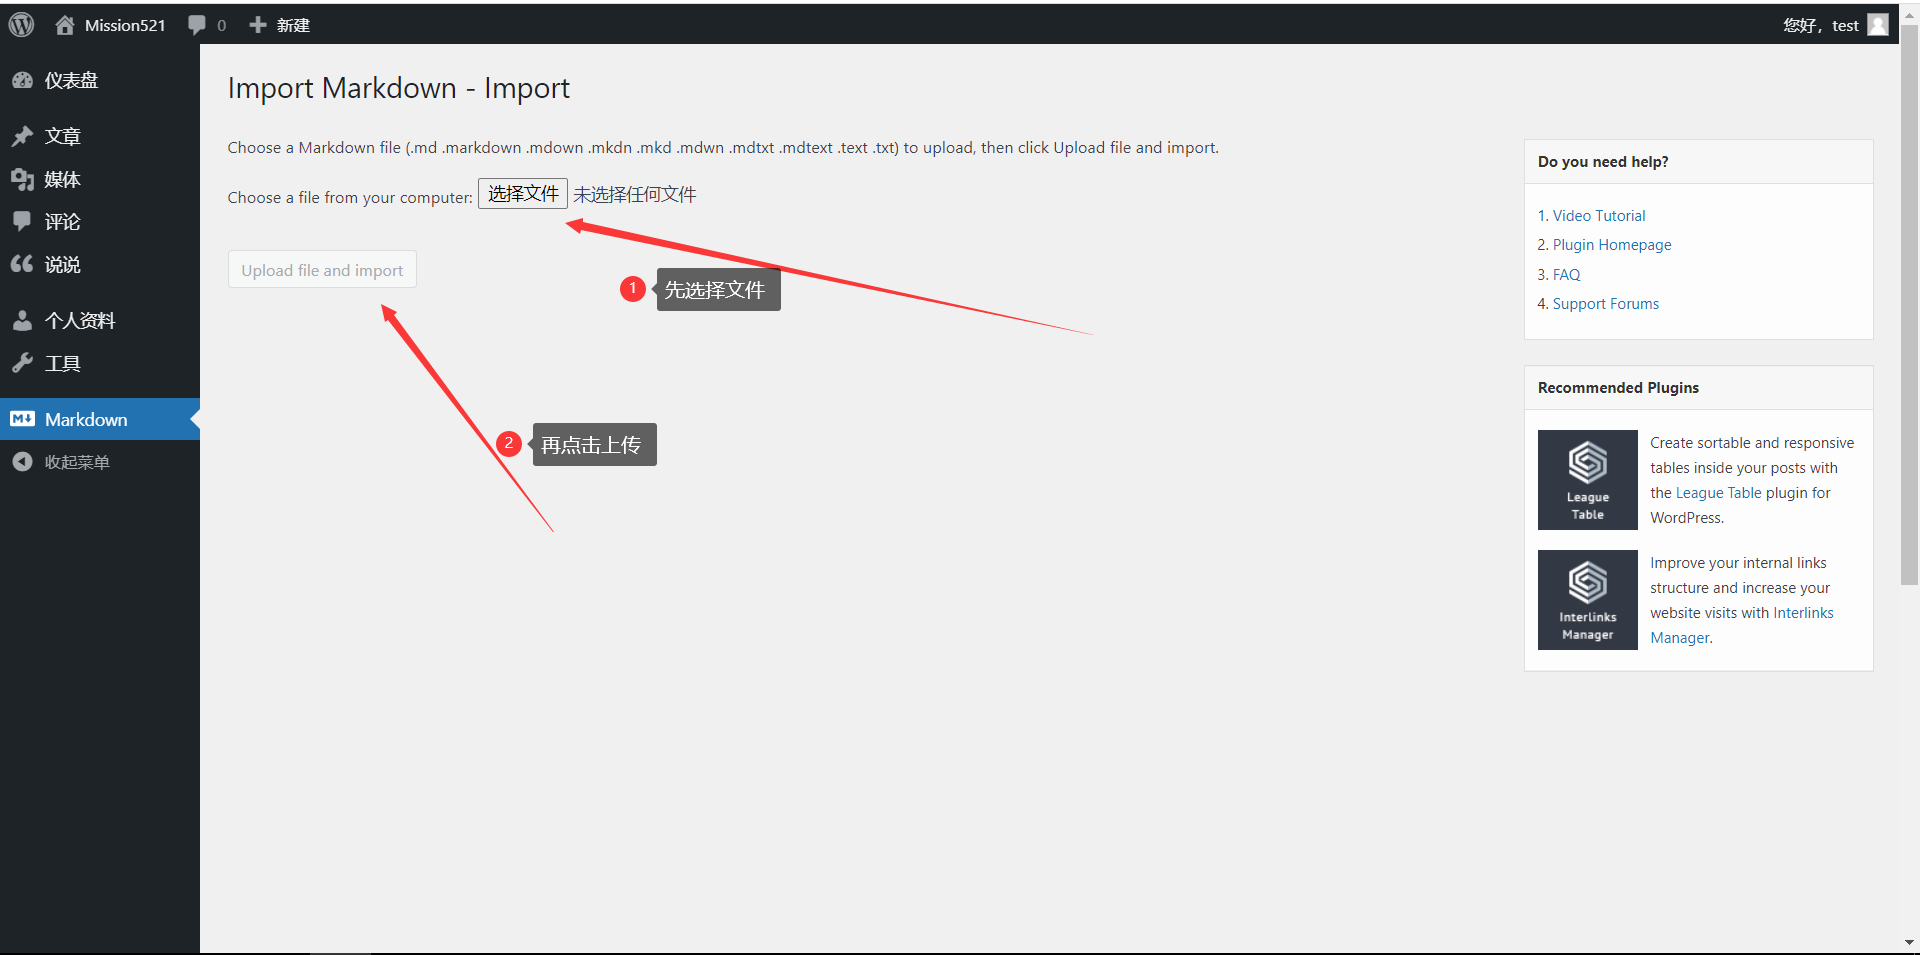 Mission521
0
新建
您好，test
仪表盘
文章
媒体
评论
说说
个人资料
工具
Markdown
收起菜单
Import Markdown - Import
Choose a Markdown file (.md .markdown .mdown .mkdn .mkd .mdwn .mdtxt .mdtext .text .txt) to upload, then click Upload file and import.
Choose a file from your computer: 选择文件 未选择任何文件
Upload file and import
1 先选择文件
2 再点击上传
Do you need help?
1. Video Tutorial
2. Plugin Homepage
3. FAQ
4. Support Forums
Recommended Plugins
League
Table
Create sortable and responsive
tables inside your posts with
the League Table plugin for
WordPress.
Interlinks
Manager
Improve your internal links
structure and increase your
website visits with Interlinks
Manager.